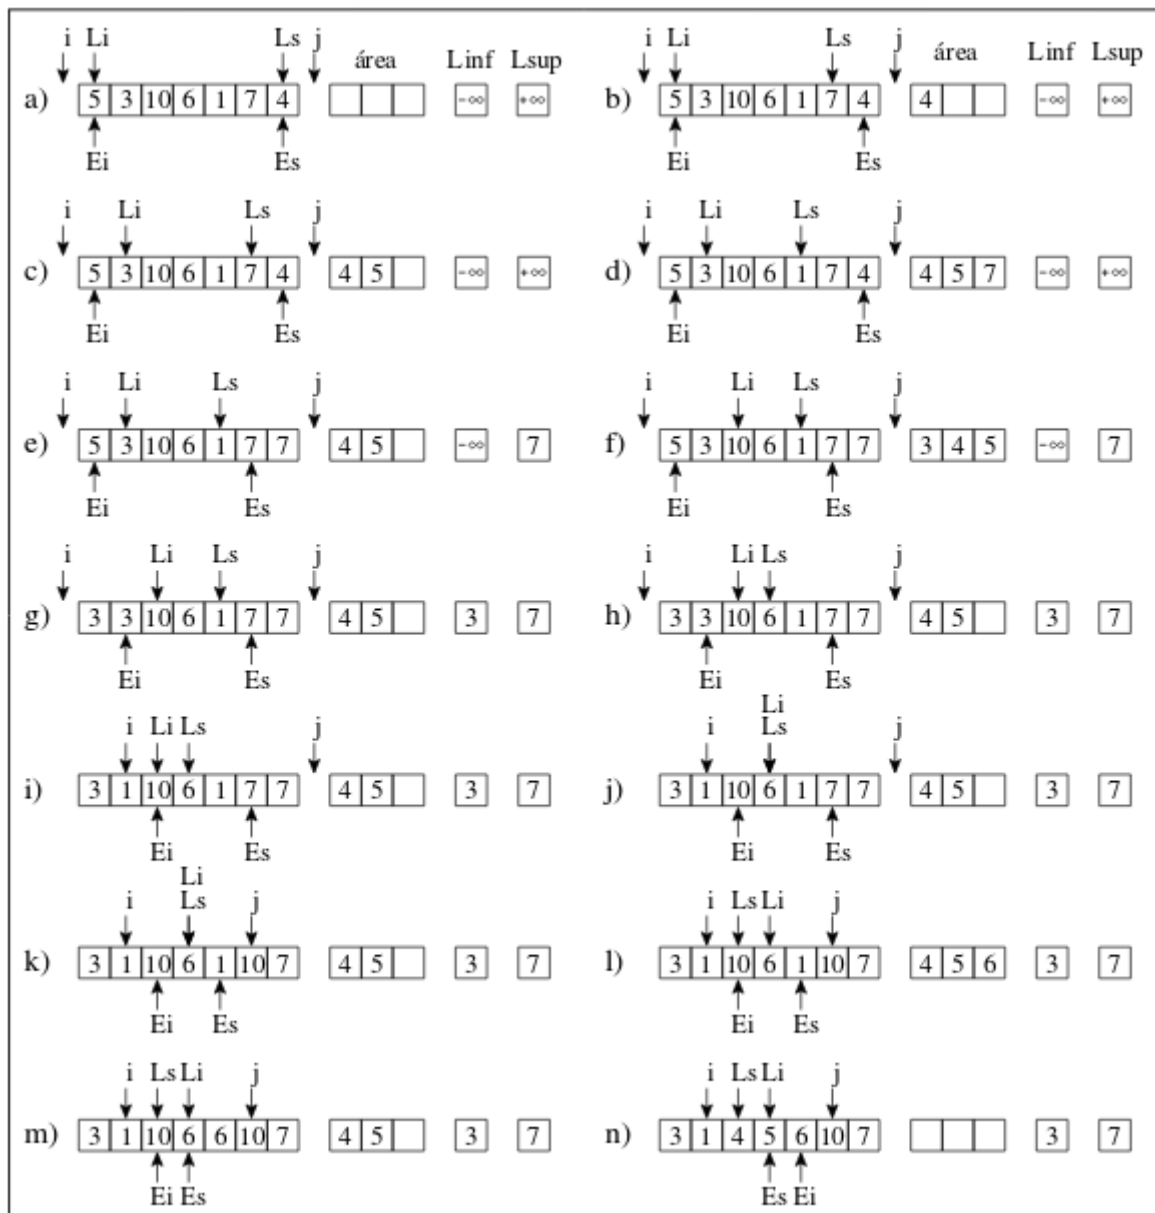 i Li Ls j área Linf Lsup i Li Ls j área Linf Lsup
a) 5 3 10 6 1 7 4 -∞ +∞ b) 5 3 10 6 1 7 4 4 -∞ +∞
Ei Es Ei Es
i Li Ls j i Li Ls j
c) 5 3 10 6 1 7 4 4 5 -∞ +∞ d) 5 3 10 6 1 7 4 4 5 7 -∞ +∞
Ei Es Ei Es
i Li Ls j i Li Ls j
e) 5 3 10 6 1 7 7 4 5 -∞ 7 f) 5 3 10 6 1 7 7 3 4 5 -∞ 7
Ei Es Ei Es
i Li Ls j i Li Ls j
g) 3 3 10 6 1 7 7 4 5 3 7 h) 3 3 10 6 1 7 7 4 5 3 7
Ei Es Ei Es
Li
i Li Ls j i Ls j
i) 3 1 10 6 1 7 7 4 5 3 7 j) 3 1 10 6 1 7 7 4 5 3 7
Ei Es Ei Es
Li
i Ls j i Ls Li j
k) 3 1 10 6 1 10 7 4 5 3 7 l) 3 1 10 6 1 10 7 4 5 6 3 7
Ei Es Ei Es
i Ls Li j i Ls Li j
m) 3 1 10 6 6 10 7 4 5 3 7 n) 3 1 4 5 6 10 7 3 7
Ei Es Es Ei